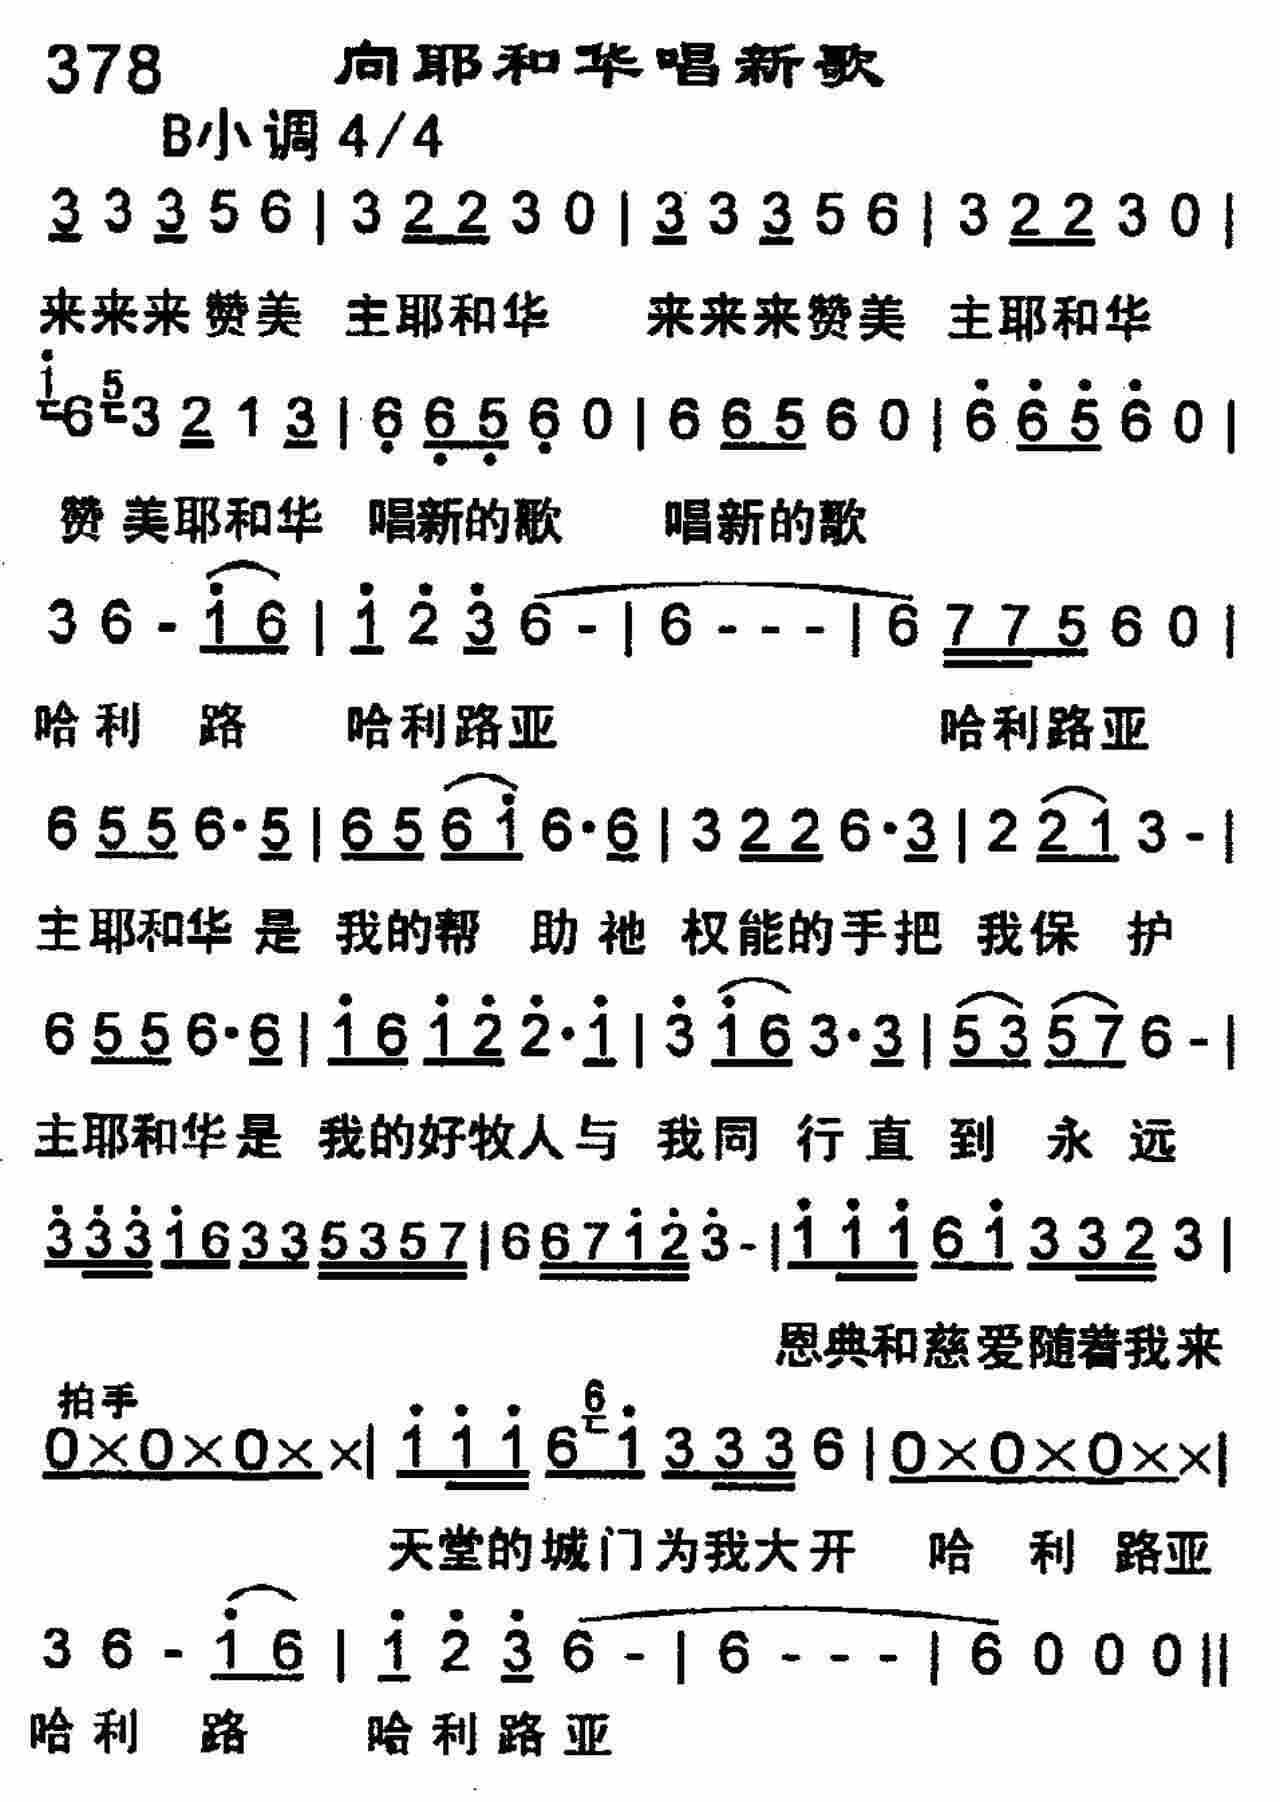 378 向耶和华唱新歌
B小调 4/4
3 3 3 5 6 | 3 2 2 3 0 | 3 3 3 5 6 | 3 2 2 3 0 |
来来来赞美 主耶和华 来来来赞美 主耶和华
1 6 5 3 2 1 3 | 6 6 5 6 0 | 6 6 5 6 0 | 6 6 5 6 0 |
赞美耶和华 唱新的歌 唱新的歌
3 6 - 1 6 | 1 2 3 6 - | 6 - - - | 6 7 7 5 6 0 |
哈利 路 哈利路亚 哈利路亚
6 5 5 6 · 5 | 6 5 6 1 6 · 6 | 3 2 2 6 · 3 | 2 2 1 3 - |
主耶和华是 我的帮 助祂 权能的手把 我保 护
6 5 5 6 · 6 | 1 6 1 2 2 · 1 | 3 1 6 3 · 3 | 5 3 5 7 6 - |
主耶和华是 我的好牧人与 我同 行直 到 永 远
3 3 3 1 6 3 3 5 3 5 7 | 6 6 7 1 2 3 - | 1 1 1 6 1 3 3 2 3 |
恩典和慈爱随着我来
拍手
0 × 0 × 0 × × | 1 1 1 6 6 1 3 3 3 6 | 0 × 0 × 0 × × |
天堂的城门为我大开 哈 利 路亚
3 6 - 1 6 | 1 2 3 6 - | 6 - - - | 6 0 0 0 ||
哈利 路 哈利路亚